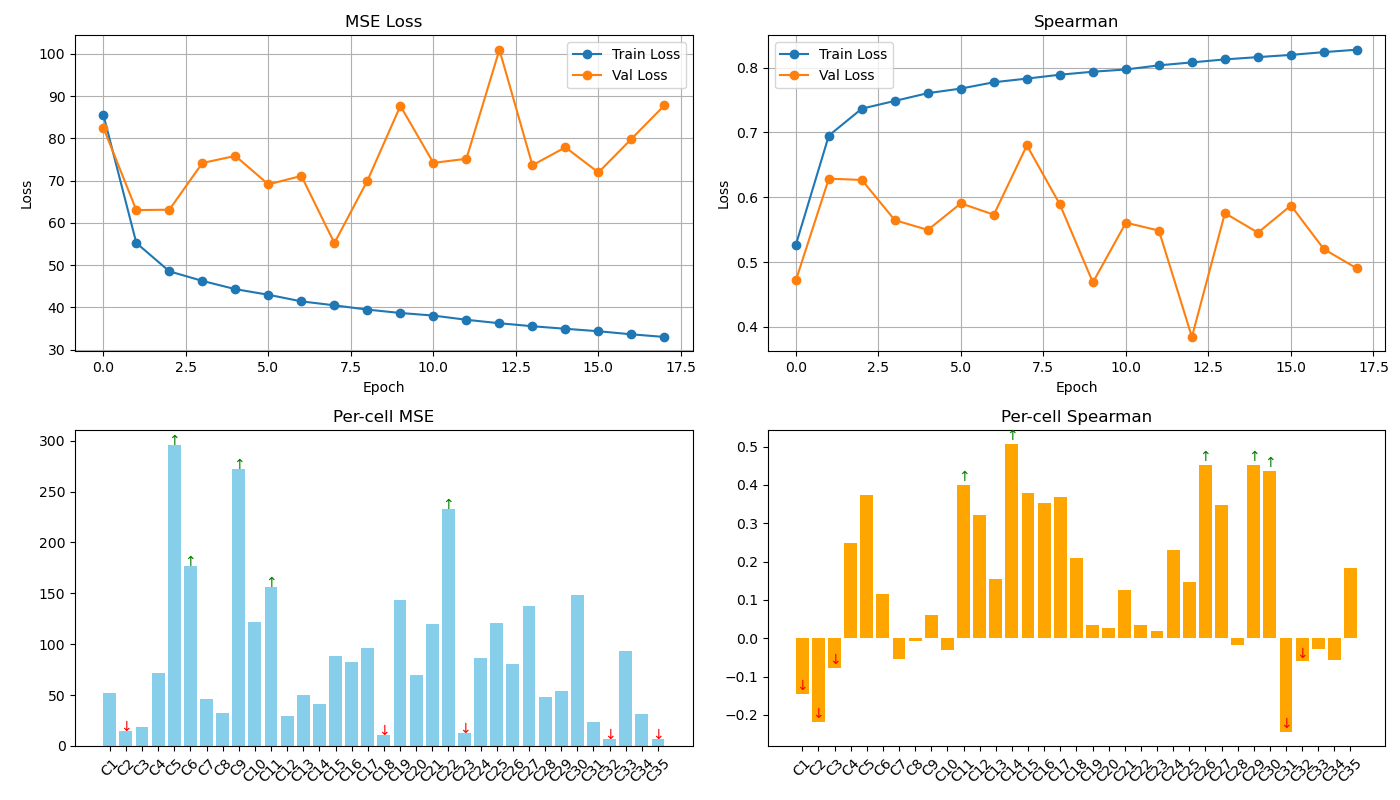 MSE Loss
100
90
80
70
60
50
40
30
Loss
0.0 2.5 5.0 7.5 10.0 12.5 15.0 17.5
Epoch
Train Loss
Val Loss
Spearman
0.8
0.7
0.6
0.5
0.4
Loss
0.0 2.5 5.0 7.5 10.0 12.5 15.0 17.5
Epoch
Train Loss
Val Loss
Per-cell MSE
300
250
200
150
100
50
0
↑ ↑ ↑ ↑ ↑
↓ ↓ ↓ ↓ ↓
C1 C2 C3 C4 C5 C6 C7 C8 C9 C10 C11 C12 C13 C14 C15 C16 C17 C18 C19 C20 C21 C22 C23 C24 C25 C26 C27 C28 C29 C30 C31 C32 C33 C34 C35
Per-cell Spearman
0.5
0.4
0.3
0.2
0.1
0.0
−0.1
−0.2
↑ ↑ ↑ ↑ ↑
↓ ↓ ↓ ↓ ↓
C1 C2 C3 C4 C5 C6 C7 C8 C9 C10 C11 C12 C13 C14 C15 C16 C17 C18 C19 C20 C21 C22 C23 C24 C25 C26 C27 C28 C29 C30 C31 C32 C33 C34 C35